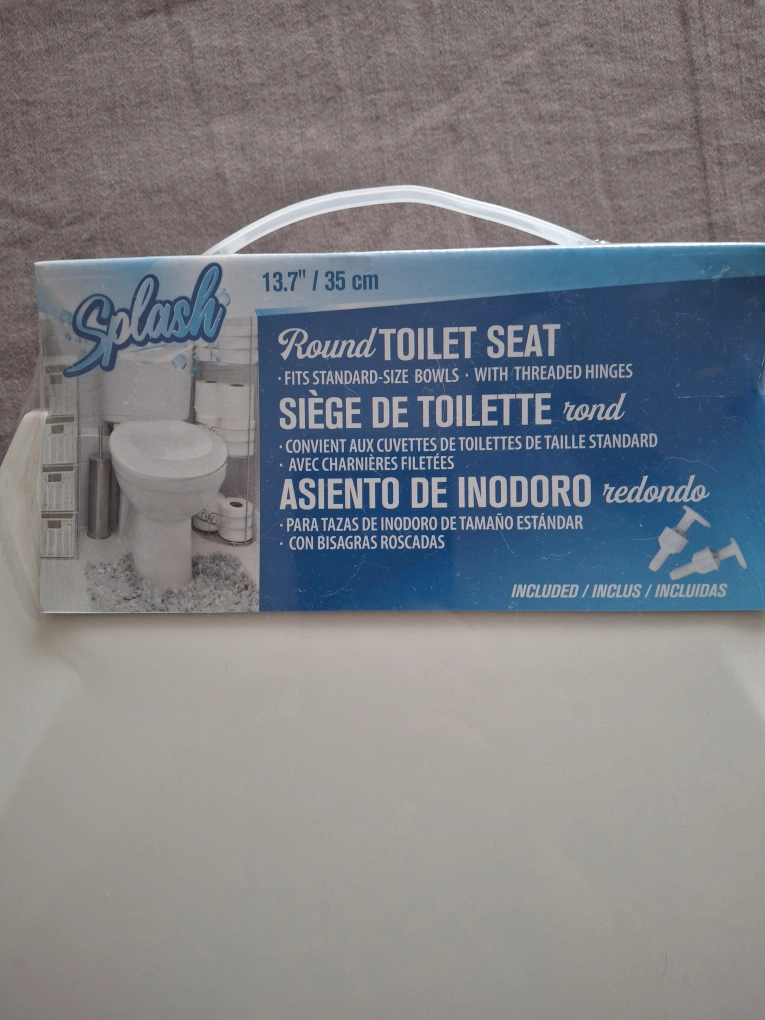 Splash
13.7" / 35 cm
Round TOILET SEAT
· FITS STANDARD-SIZE BOWLS · WITH THREADED HINGES
SIÈGE DE TOILETTE rond
· CONVIENT AUX CUVETTES DE TOILETTES DE TAILLE STANDARD
· AVEC CHARNIÈRES FILETÉES
ASIENTO DE INODORO redondo
· PARA TAZAS DE INODORO DE TAMAÑO ESTÁNDAR
· CON BISAGRAS ROSCADAS
INCLUDED / INCLUS / INCLUIDAS